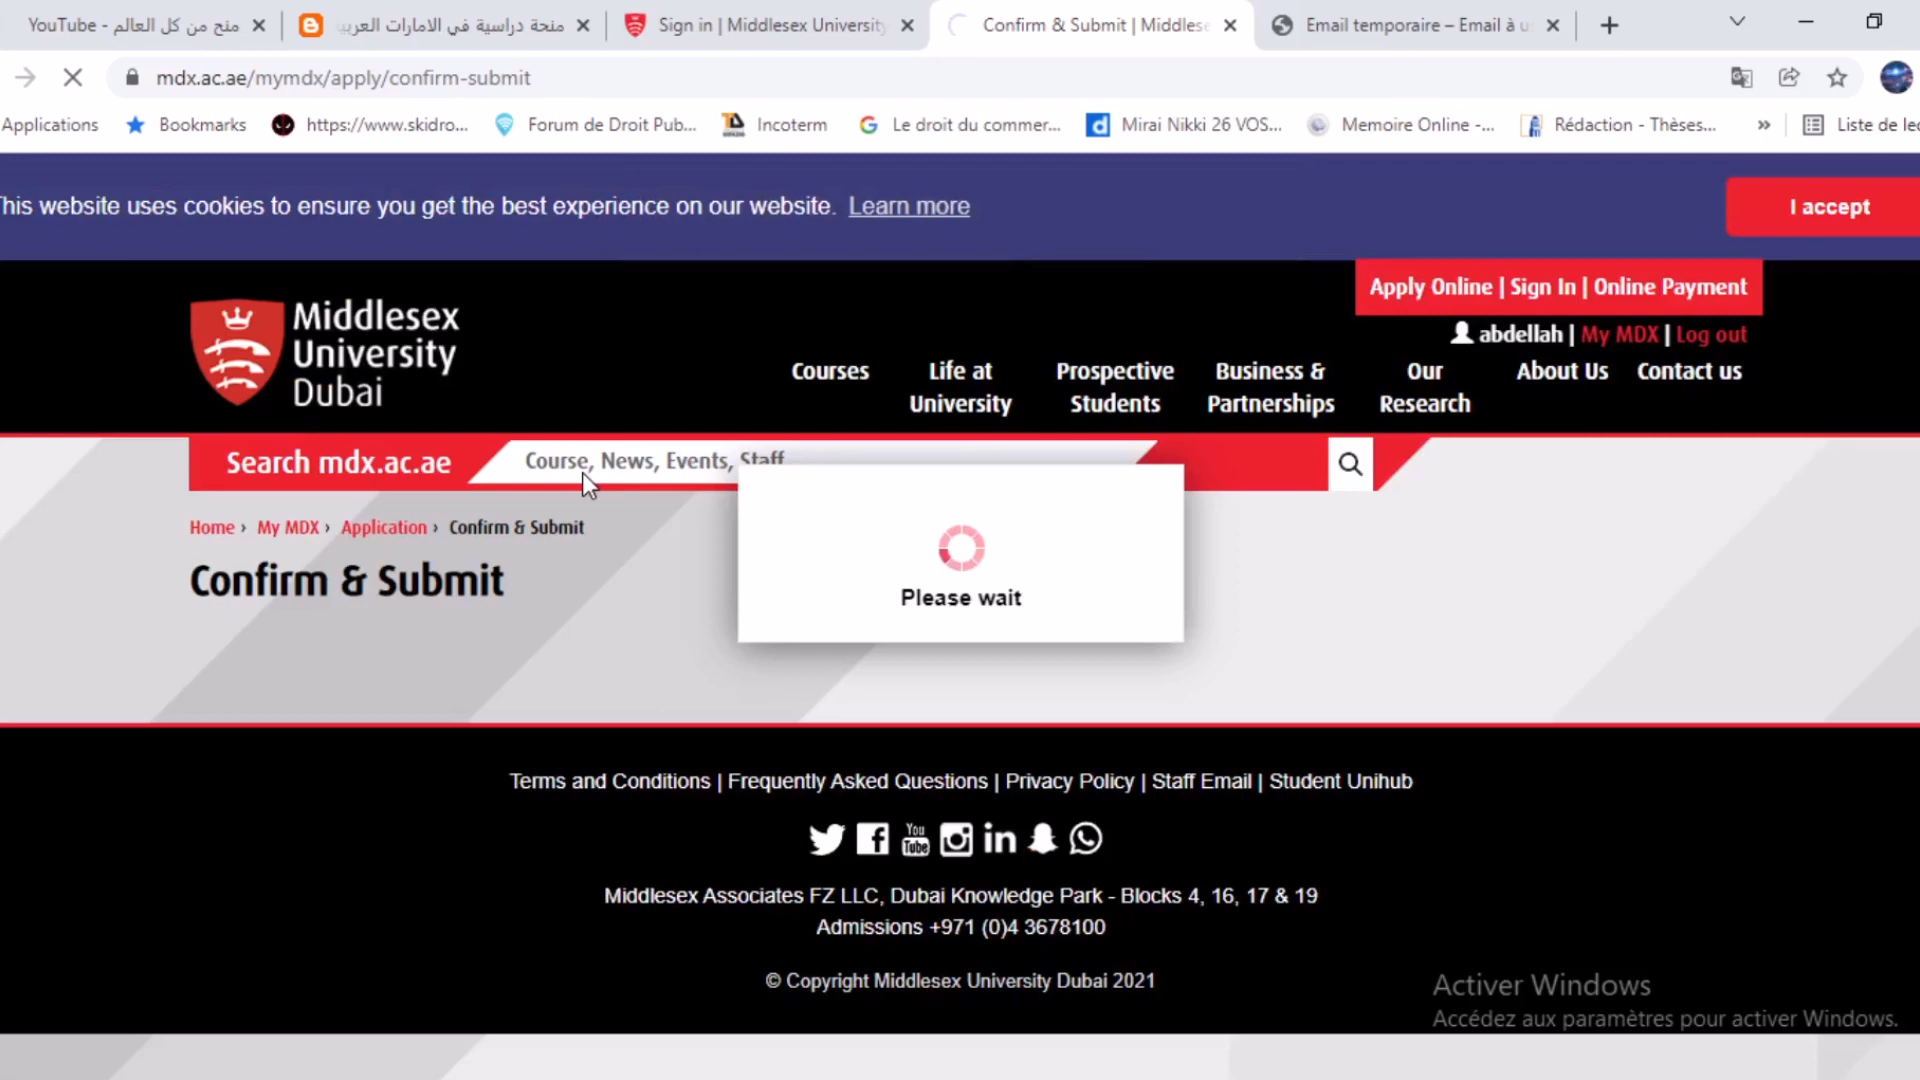 YouTube - منح من كل العالم
منحة دراسية في الامارات العربي
Sign in | Middlesex University
Confirm & Submit | Middlese
Email temporaire – Email à u
mdx.ac.ae/mymdx/apply/confirm-submit
Applications
Bookmarks
https://www.skidro...
Forum de Droit Pub...
Incoterm
Le droit du commer...
Mirai Nikki 26 VOS...
Memoire Online -...
Rédaction - Thèses...
»
Liste de lec
his website uses cookies to ensure you get the best experience on our website. Learn more
I accept
Apply Online | Sign In | Online Payment
abdellah | My MDX | Log out
Middlesex
University
Dubai
Courses
Life at
University
Prospective
Students
Business &
Partnerships
Our
Research
About Us
Contact us
Search mdx.ac.ae
Course, News, Events, Staff
Home › My MDX › Application › Confirm & Submit
Confirm & Submit
Please wait
Terms and Conditions | Frequently Asked Questions | Privacy Policy | Staff Email | Student Unihub
You
Tube
in
Middlesex Associates FZ LLC, Dubai Knowledge Park - Blocks 4, 16, 17 & 19
Admissions +971 (0)4 3678100
© Copyright Middlesex University Dubai 2021
Activer Windows
Accédez aux paramètres pour activer Windows.